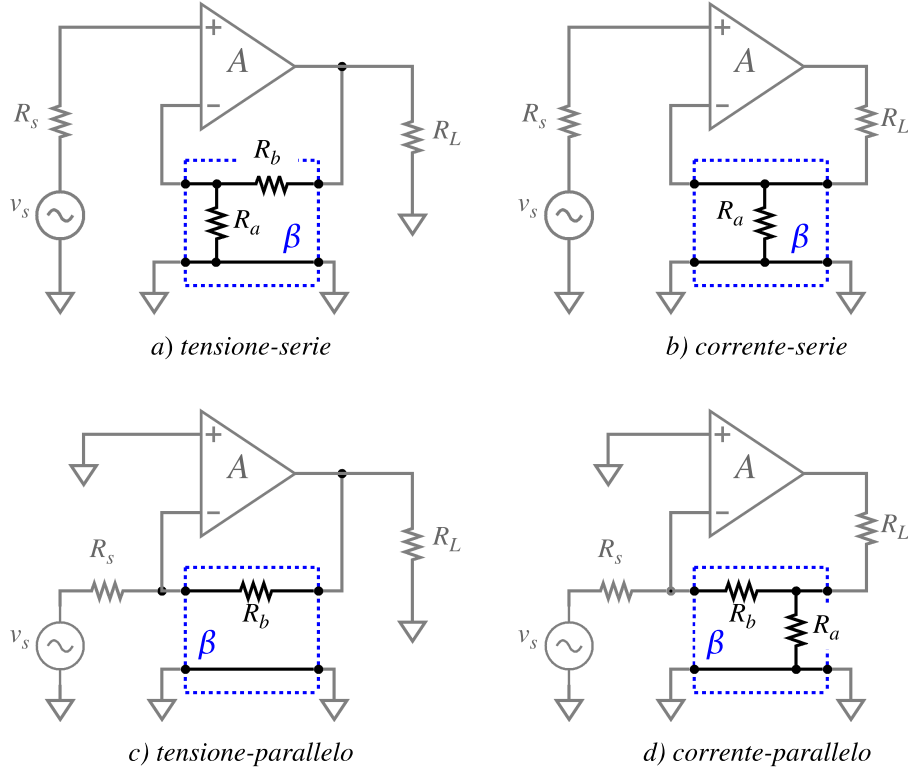 +
A
−
R_s
R_L
R_b
v_s
R_a
β
a) tensione-serie
+
A
−
R_s
R_L
v_s
R_a
β
b) corrente-serie
+
A
−
R_s
R_L
R_b
v_s
β
c) tensione-parallelo
+
A
−
R_s
R_L
R_b
R_a
v_s
β
d) corrente-parallelo